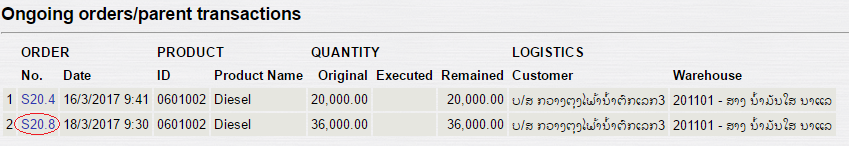 Ongoing orders/parent transactions
ORDER PRODUCT QUANTITY LOGISTICS
No. Date ID Product Name Original Executed Remained Customer Warehouse
1 S20.4 16/3/2017 9:41 0601002 Diesel 20,000.00 20,000.00 ບ/ສ ກວາງຕຸງໄຟ້ານ້ຳຕົກເລກ3 201101 - ສາງ ນ້ຳມັນໃສ ນາແລ
2 S20.8 18/3/2017 9:30 0601002 Diesel 36,000.00 36,000.00 ບ/ສ ກວາງຕຸງໄຟ້ານ້ຳຕົກເລກ3 201101 - ສາງ ນ້ຳມັນໃສ ນາແລ